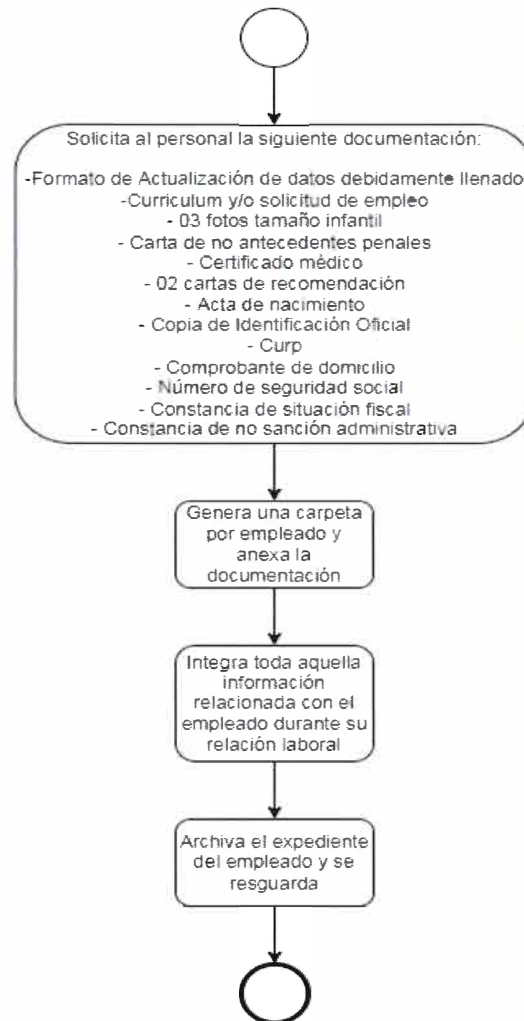 Solicita al personal la siguiente documentación:
-Formato de Actualización de datos debidamente llenado-
-Curriculum y/o solicitud de empleo
- 03 fotos tamaño infantil
- Carta de no antecedentes penales
- Certificado médico
- 02 cartas de recomendación
- Acta de nacimiento
- Copia de Identificación Oficial
- Curp
- Comprobante de domicilio
- Número de seguridad social
- Constancia de situación fiscal
- Constancia de no sanción administrativa
Genera una carpeta
por empleado y
anexa la
documentación
Integra toda aquella
información
relacionada con el
empleado durante su
relación laboral
Archiva el expediente
del empleado y se
resguarda